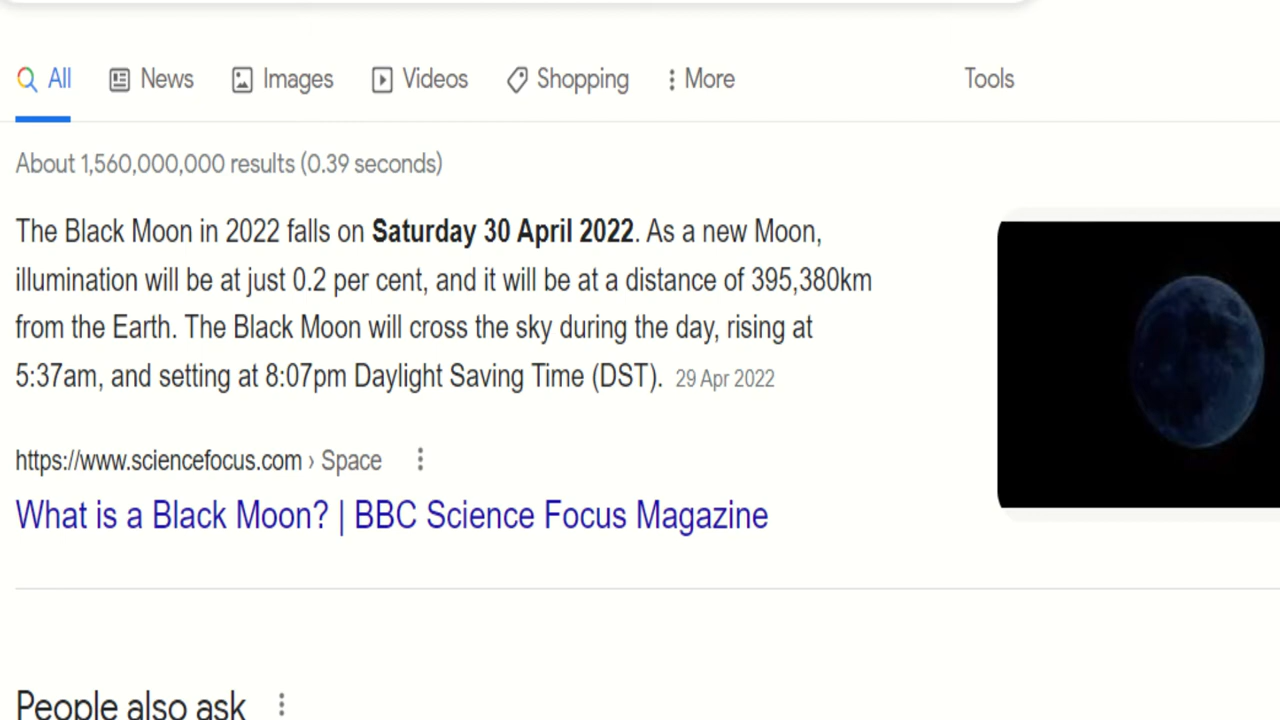 All News Images Videos Shopping More Tools
About 1,560,000,000 results (0.39 seconds)
The Black Moon in 2022 falls on Saturday 30 April 2022. As a new Moon,
illumination will be at just 0.2 per cent, and it will be at a distance of 395,380km
from the Earth. The Black Moon will cross the sky during the day, rising at
5:37am, and setting at 8:07pm Daylight Saving Time (DST). 29 Apr 2022
https://www.sciencefocus.com › Space
What is a Black Moon? | BBC Science Focus Magazine
People also ask